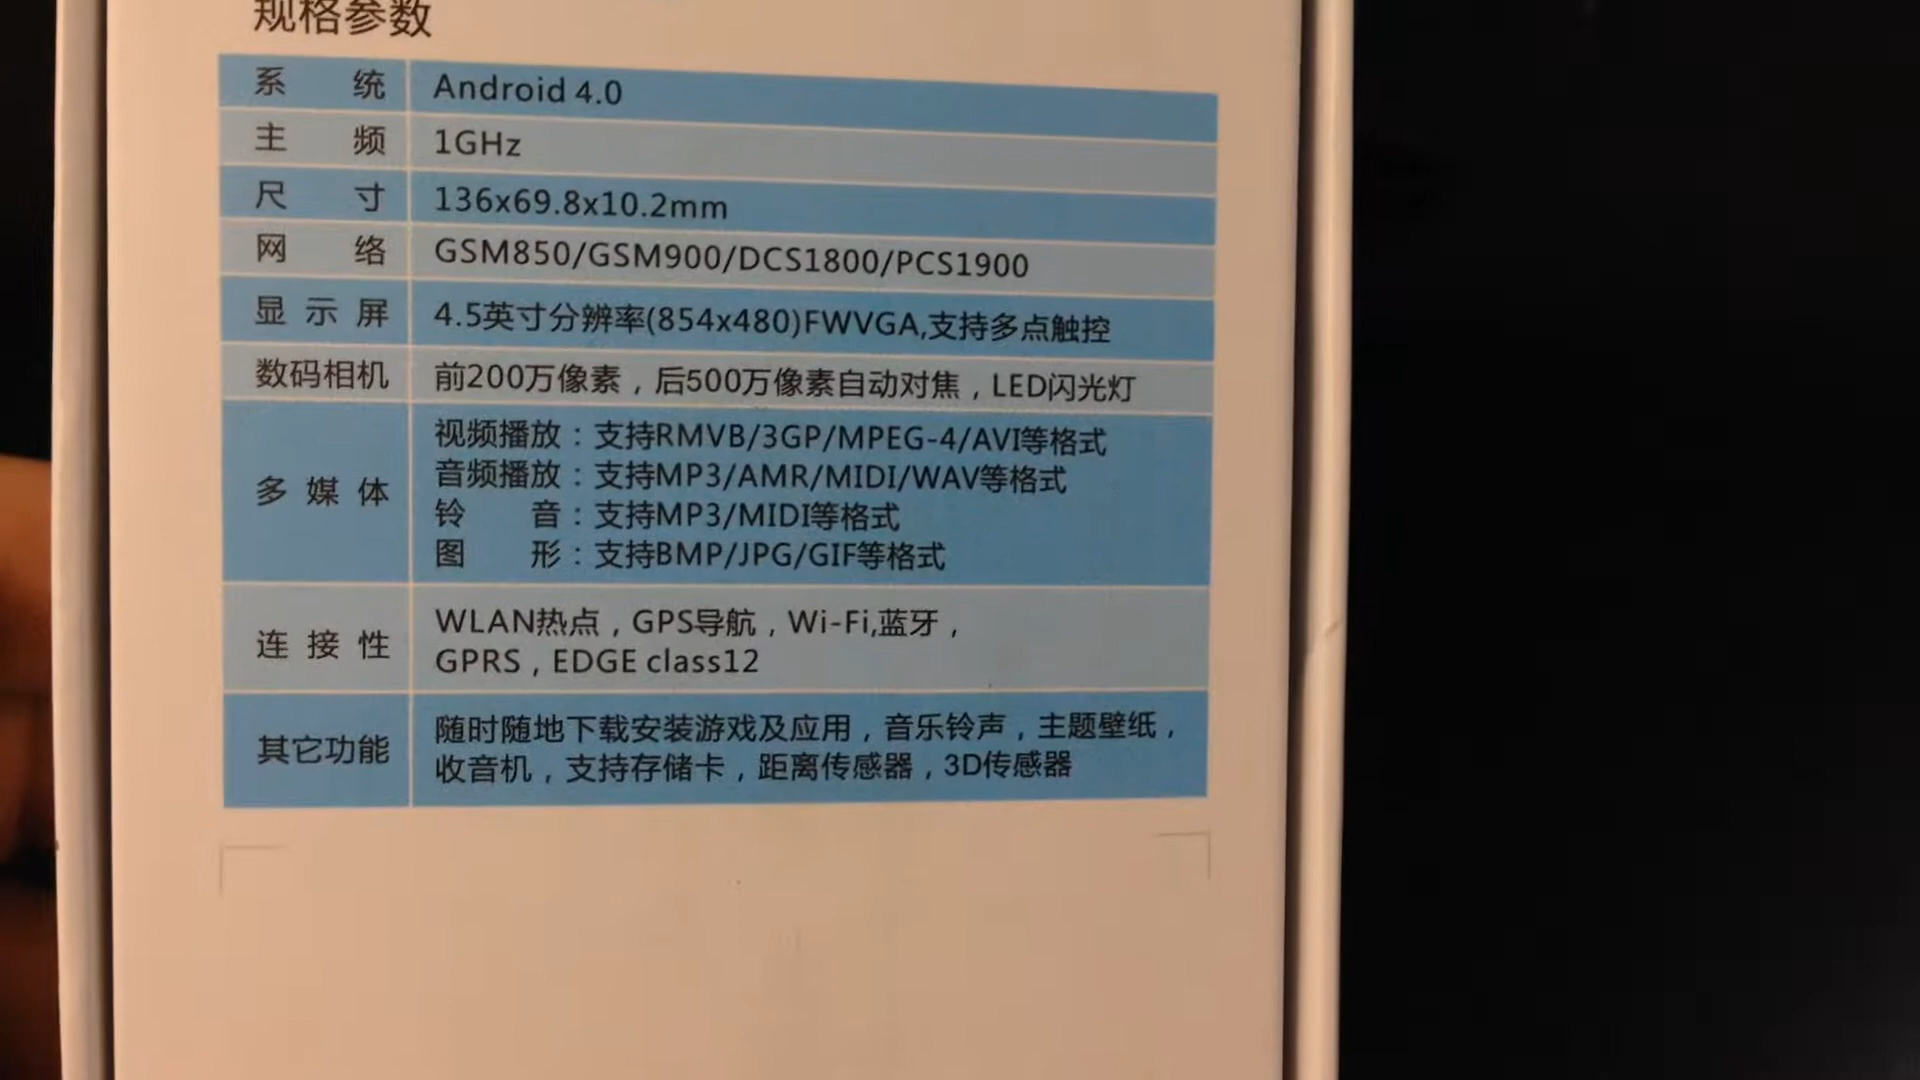 规格参数
系统 Android 4.0
主频 1GHz
尺寸 136x69.8x10.2mm
网络 GSM850/GSM900/DCS1800/PCS1900
显示屏 4.5英寸分辨率(854x480)FWVGA,支持多点触控
数码相机 前200万像素，后500万像素自动对焦，LED闪光灯
多媒体 视频播放：支持RMVB/3GP/MPEG-4/AVI等格式
音频播放：支持MP3/AMR/MIDI/WAV等格式
铃音：支持MP3/MIDI等格式
图形：支持BMP/JPG/GIF等格式
连接性 WLAN热点，GPS导航，Wi-Fi,蓝牙，
GPRS，EDGE class12
其它功能 随时随地下载安装游戏及应用，音乐铃声，主题壁纸，
收音机，支持存储卡，距离传感器，3D传感器